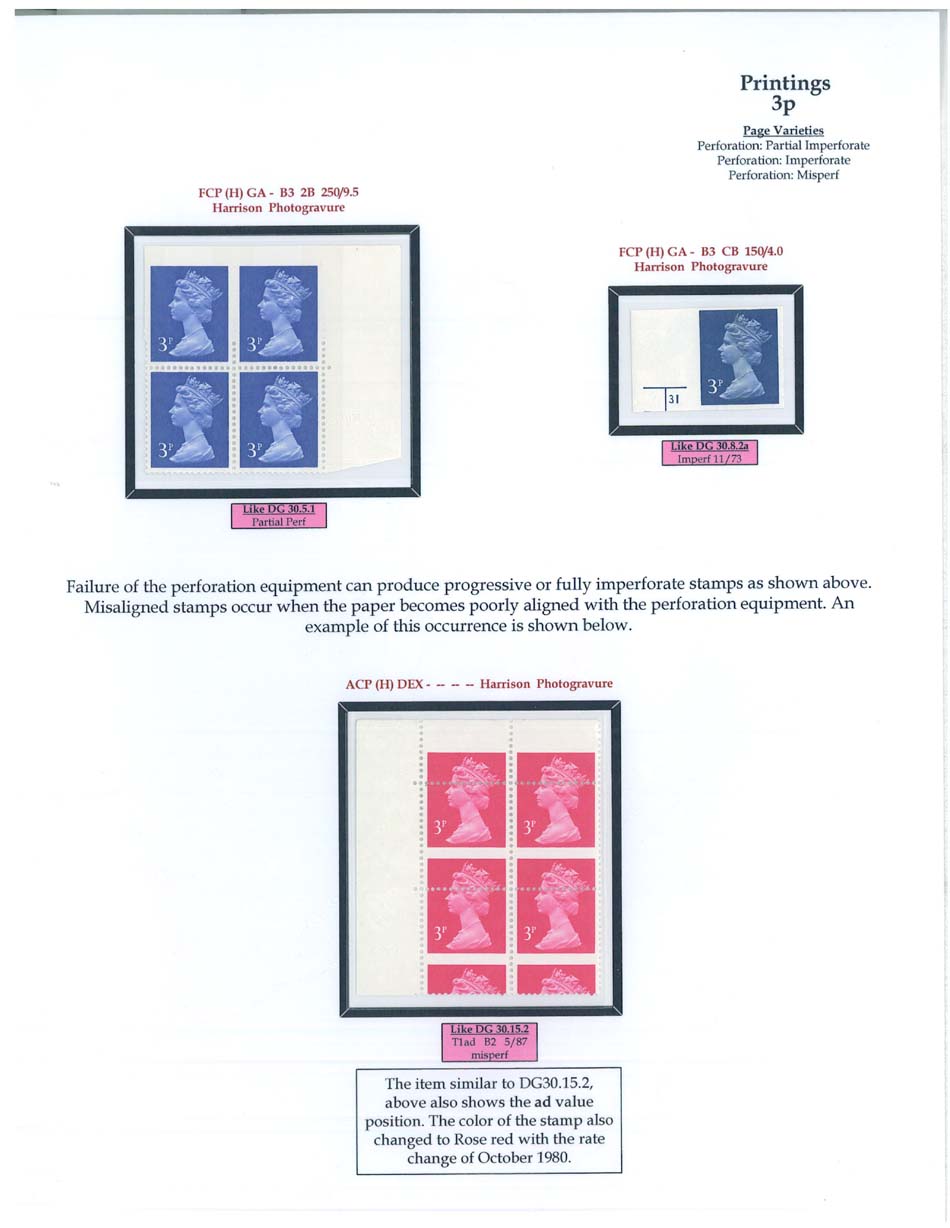 Printings
3p
Page Varieties
Perforation: Partial Imperforate
Perforation: Imperforate
Perforation: Misperf
FCP (H) GA - B3 2B 250/9.5
Harrison Photogravure
3P
3P
3P
3P
Like DG 30.5.1
Partial Perf
FCP (H) GA - B3 CB 150/4.0
Harrison Photogravure
3P
31
Like DG 30.8.2a
Imperf 11/73
Failure of the perforation equipment can produce progressive or fully imperforate stamps as shown above.
Misaligned stamps occur when the paper becomes poorly aligned with the perforation equipment. An
example of this occurrence is shown below.
ACP (H) DEX - -- -- -- Harrison Photogravure
3P
3P
3P
3P
Like DG 30.15.2
T1ad B2 5/87
misperf
The item similar to DG30.15.2,
above also shows the ad value
position. The color of the stamp also
changed to Rose red with the rate
change of October 1980.